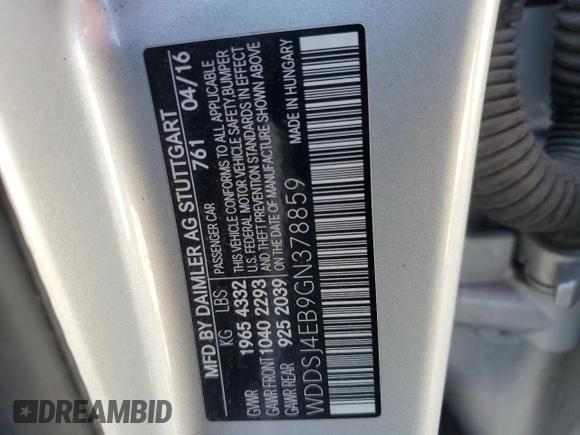 MFD BY DAIMLER AG STUTTGART
KG LBS PASSENGER CAR 761 04/16
GVWR 1965 4332 THIS VEHICLE CONFORMS TO ALL APPLICABLE
U.S. FEDERAL MOTOR VEHICLE SAFETY,BUMPER
GAWR FRONT 1040 2293 AND THEFT PREVENTION STANDARDS IN EFFECT
GAWR REAR 925 2039 ON THE DATE OF MANUFACTURE SHOWN ABOVE
MADE IN HUNGARY
WDDSJ4EB9GN378859
DREAMBID